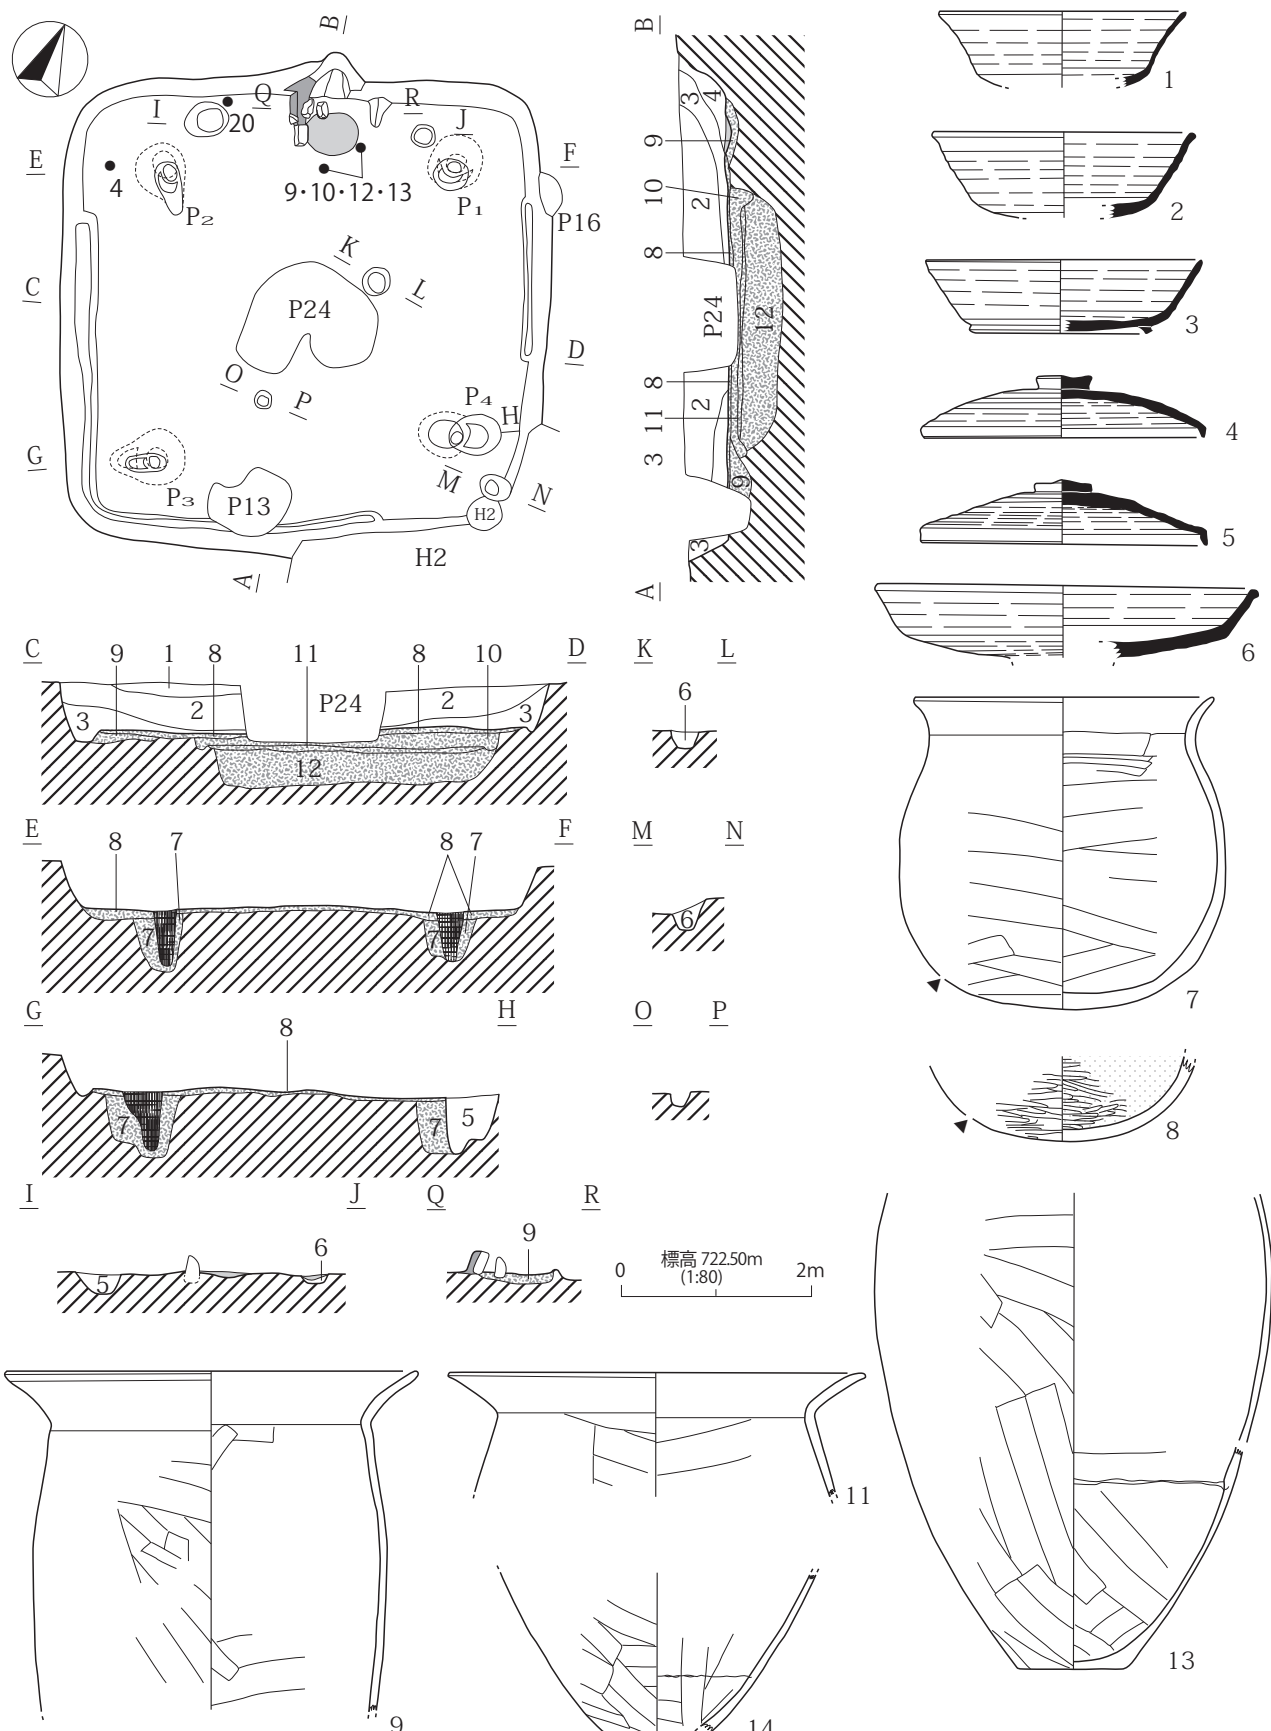 B
I
20
Q
R
J
E
4
9・10・12・13
F
P2
P1
P16
K
C
P24
L
D
O
P
P4
H
G
P3
P13
M
N
H2
H2
A
B
3
4
9
10
2
8
P24
12
8
2
11
3
9
3
A
1
2
3
4
5
6
7
8
C
9
1
8
11
8
10
D
P24
2
2
3
3
12
K
L
6
E
8
7
8
7
F
7
7
M
N
6
G
8
H
7
7
5
O
P
I
J
5
6
Q
R
9
標高 722.50m
0
(1:80)
2m
9
11
14
13